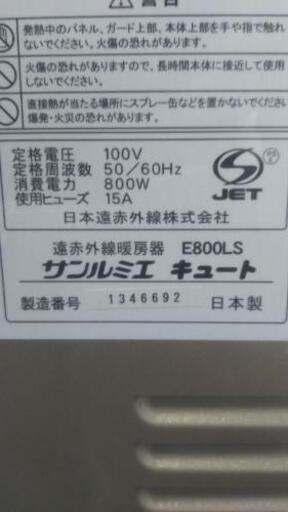 警告
発熱中のパネル、ガード上部、本体上部を手や指で触れ
ないでください。火傷の恐れがあります。
火傷の恐れがありますので、長時間本体に接近して使用
しないでください。
直接熱が当たる場所にスプレー缶などを置かないでください
爆発・火災の恐れがあります。
定格電圧 100V
定格周波数 50/60Hz
消費電力 800W
使用ヒューズ 15A
JET
日本遠赤外線株式会社
遠赤外線暖房器 E800LS
サンルミエ キュート
製造番号 1346692 日本製